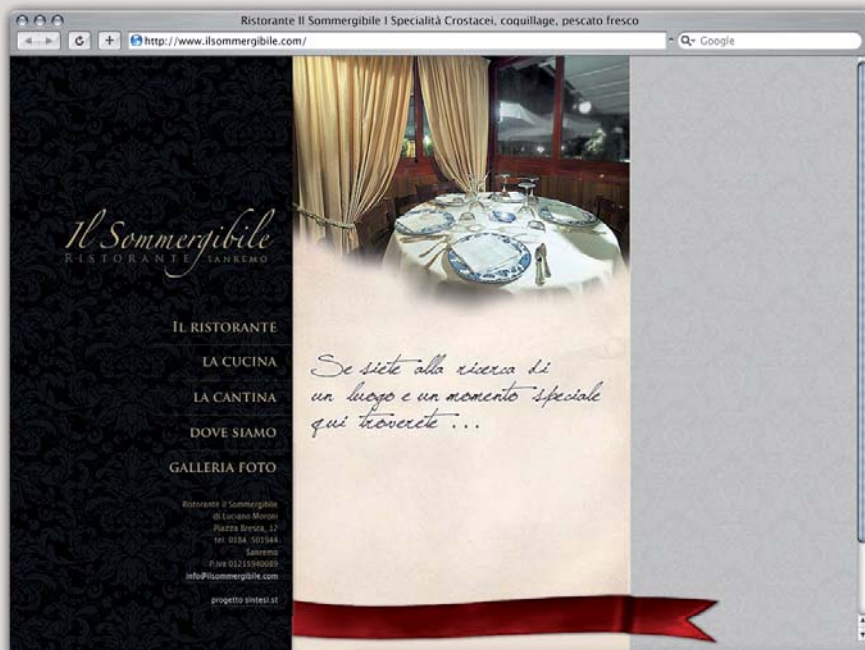 Ristorante Il Sommergibile I Specialità Crostacei, coquillage, pescato fresco
http://www.ilsommergibile.com/
Google
Il Sommergibile
RISTORANTE SANREMO
IL RISTORANTE
LA CUCINA
LA CANTINA
DOVE SIAMO
GALLERIA FOTO
Ristorante il Sommergibile
di Luciano Moroni
Piazza Bresca, 12
tel. 0184 501944
Sanremo
P.iva 01215940089
info@ilsommergibile.com
progetto sintesi.st
Se siete alla ricerca di
un luogo e un momento speciale
qui troverete ...